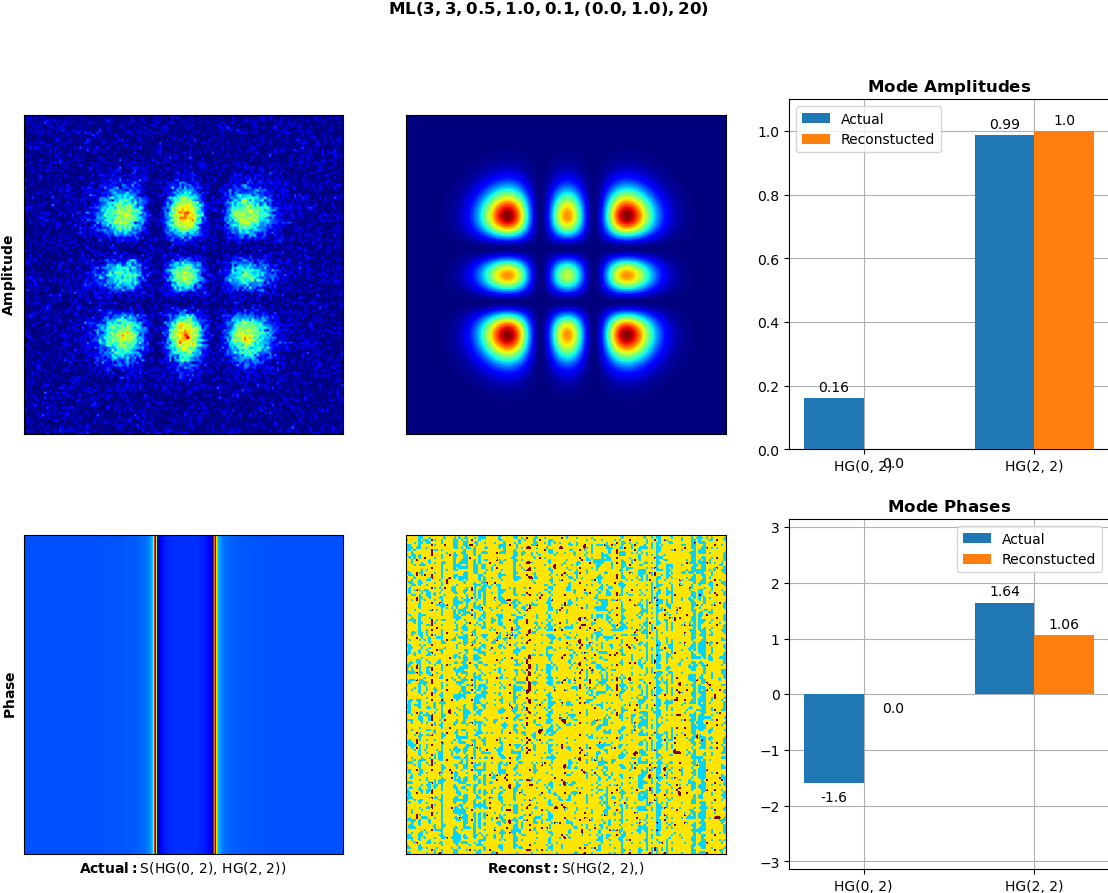 ML(3, 3, 0.5, 1.0, 0.1, (0.0, 1.0), 20)
Amplitude
Mode Amplitudes
Actual
Reconstucted
1.0
0.8
0.6
0.4
0.2
0.0
0.16
0.0
0.99
1.0
HG(0, 2)
HG(2, 2)
Phase
Actual: S(HG(0, 2), HG(2, 2))
Reconst: S(HG(2, 2),)
Mode Phases
Actual
Reconstucted
3
2
1
0
−1
−2
−3
-1.6
0.0
1.64
1.06
HG(0, 2)
HG(2, 2)